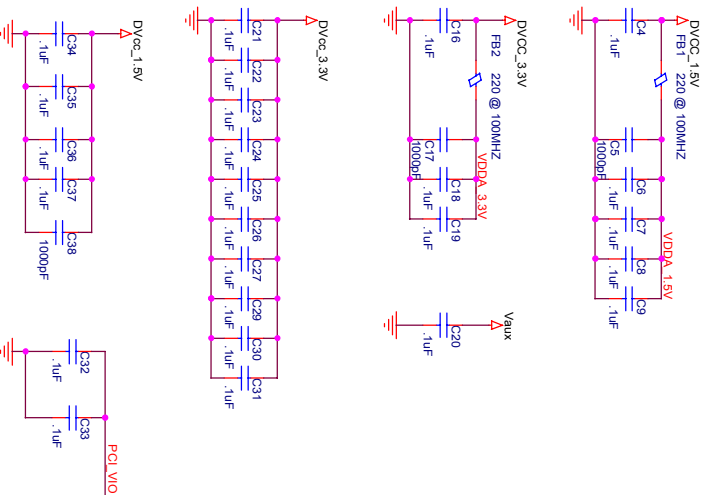 DVCC_1.5V
FB1 220 @ 100MHZ
C4
.1uF
C5
1000pF
C6
.1uF
C7
.1uF
C8
.1uF
C9
.1uF
VDDA_1.5V
DVCC_3.3V
FB2 220 @ 100MHZ
C16
.1uF
C17
1000pF
C18
.1uF
C19
.1uF
VDDA_3.3V
Vaux
C20
.1uF
DVcc_3.3V
C21
.1uF
C22
.1uF
C23
.1uF
C24
.1uF
C25
.1uF
C26
.1uF
C27
.1uF
C29
.1uF
C30
.1uF
C31
.1uF
DVcc_1.5V
C34
.1uF
C35
.1uF
C36
.1uF
C37
.1uF
C38
1000pF
C32
.1uF
C33
.1uF
PCI_VIO